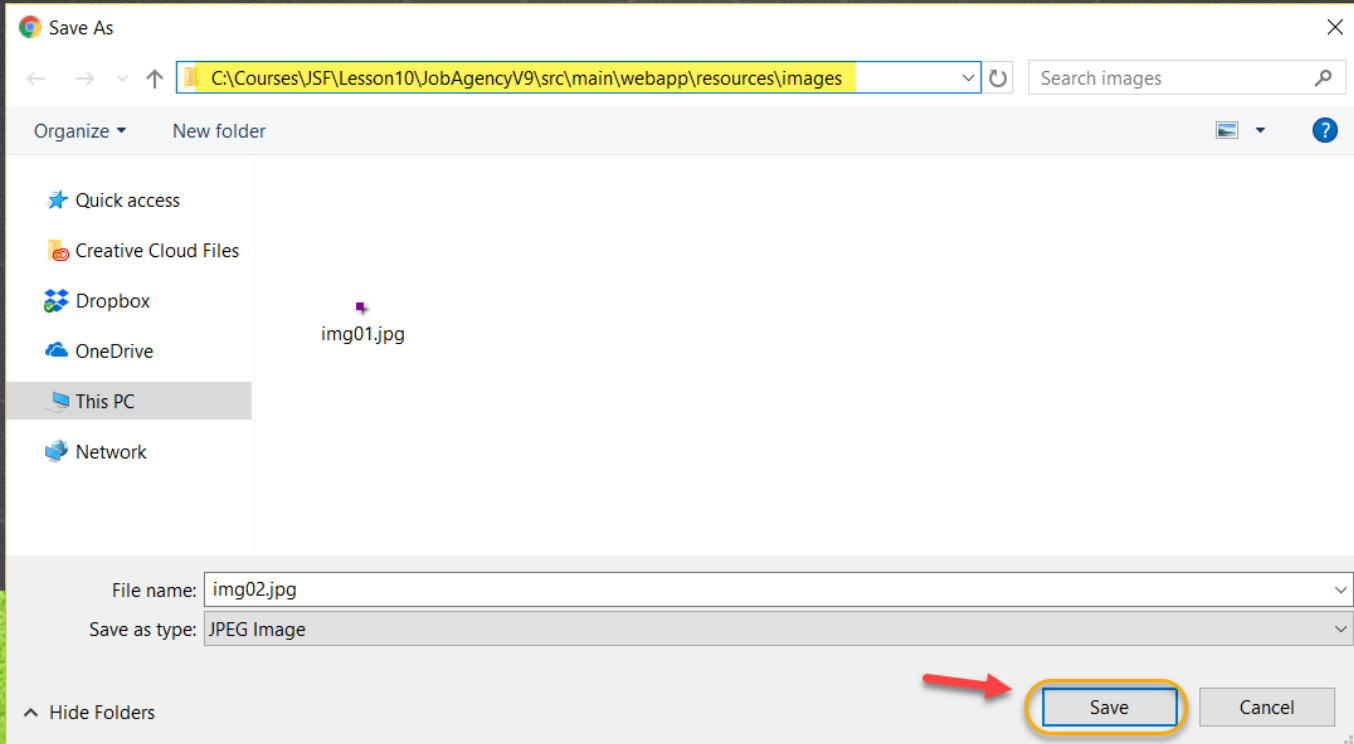 Save As
C:\Courses\JSF\Lesson10\JobAgencyV9\src\main\webapp\resources\images
Search images
Organize
New folder
?
Quick access
Creative Cloud Files
Dropbox
OneDrive
This PC
Network
img01.jpg
File name: img02.jpg
Save as type: JPEG Image
Hide Folders
Save
Cancel